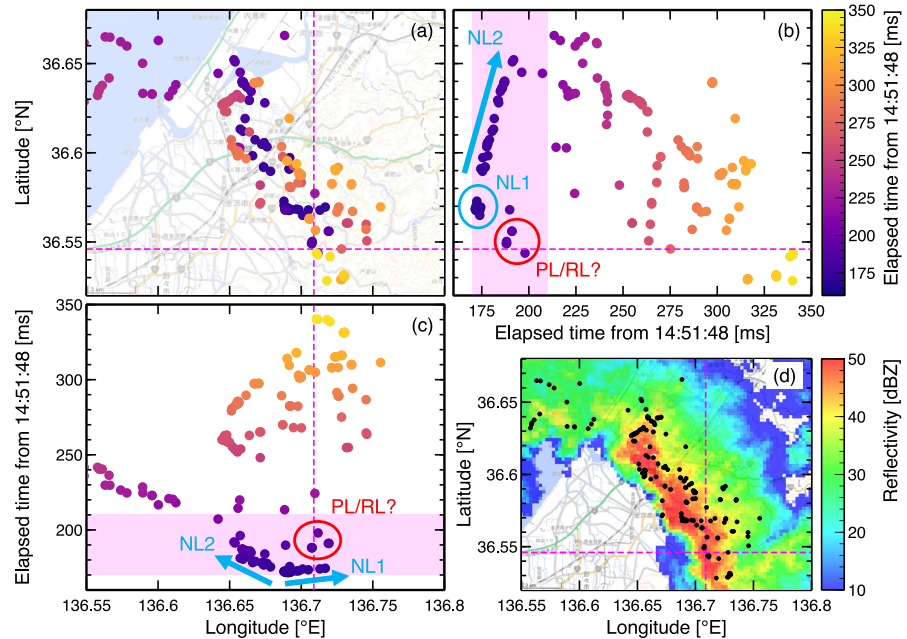 (a)
Latitude [°N]
36.65
36.6
36.55
(b)
NL2
NL1
PL/RL?
175
200
225
250
275
300
325
350
Elapsed time from 14:51:48 [ms]
350
325
300
275
250
225
200
175
Elapsed time from 14:51:48 [ms]
(c)
Elapsed time from 14:51:48 [ms]
350
300
250
200
PL/RL?
NL2
NL1
136.55
136.6
136.65
136.7
136.75
136.8
Longitude [°E]
(d)
Latitude [°N]
36.65
36.6
36.55
136.55
136.6
136.65
136.7
136.75
136.8
Longitude [°E]
50
40
30
20
10
Reflectivity [dBZ]